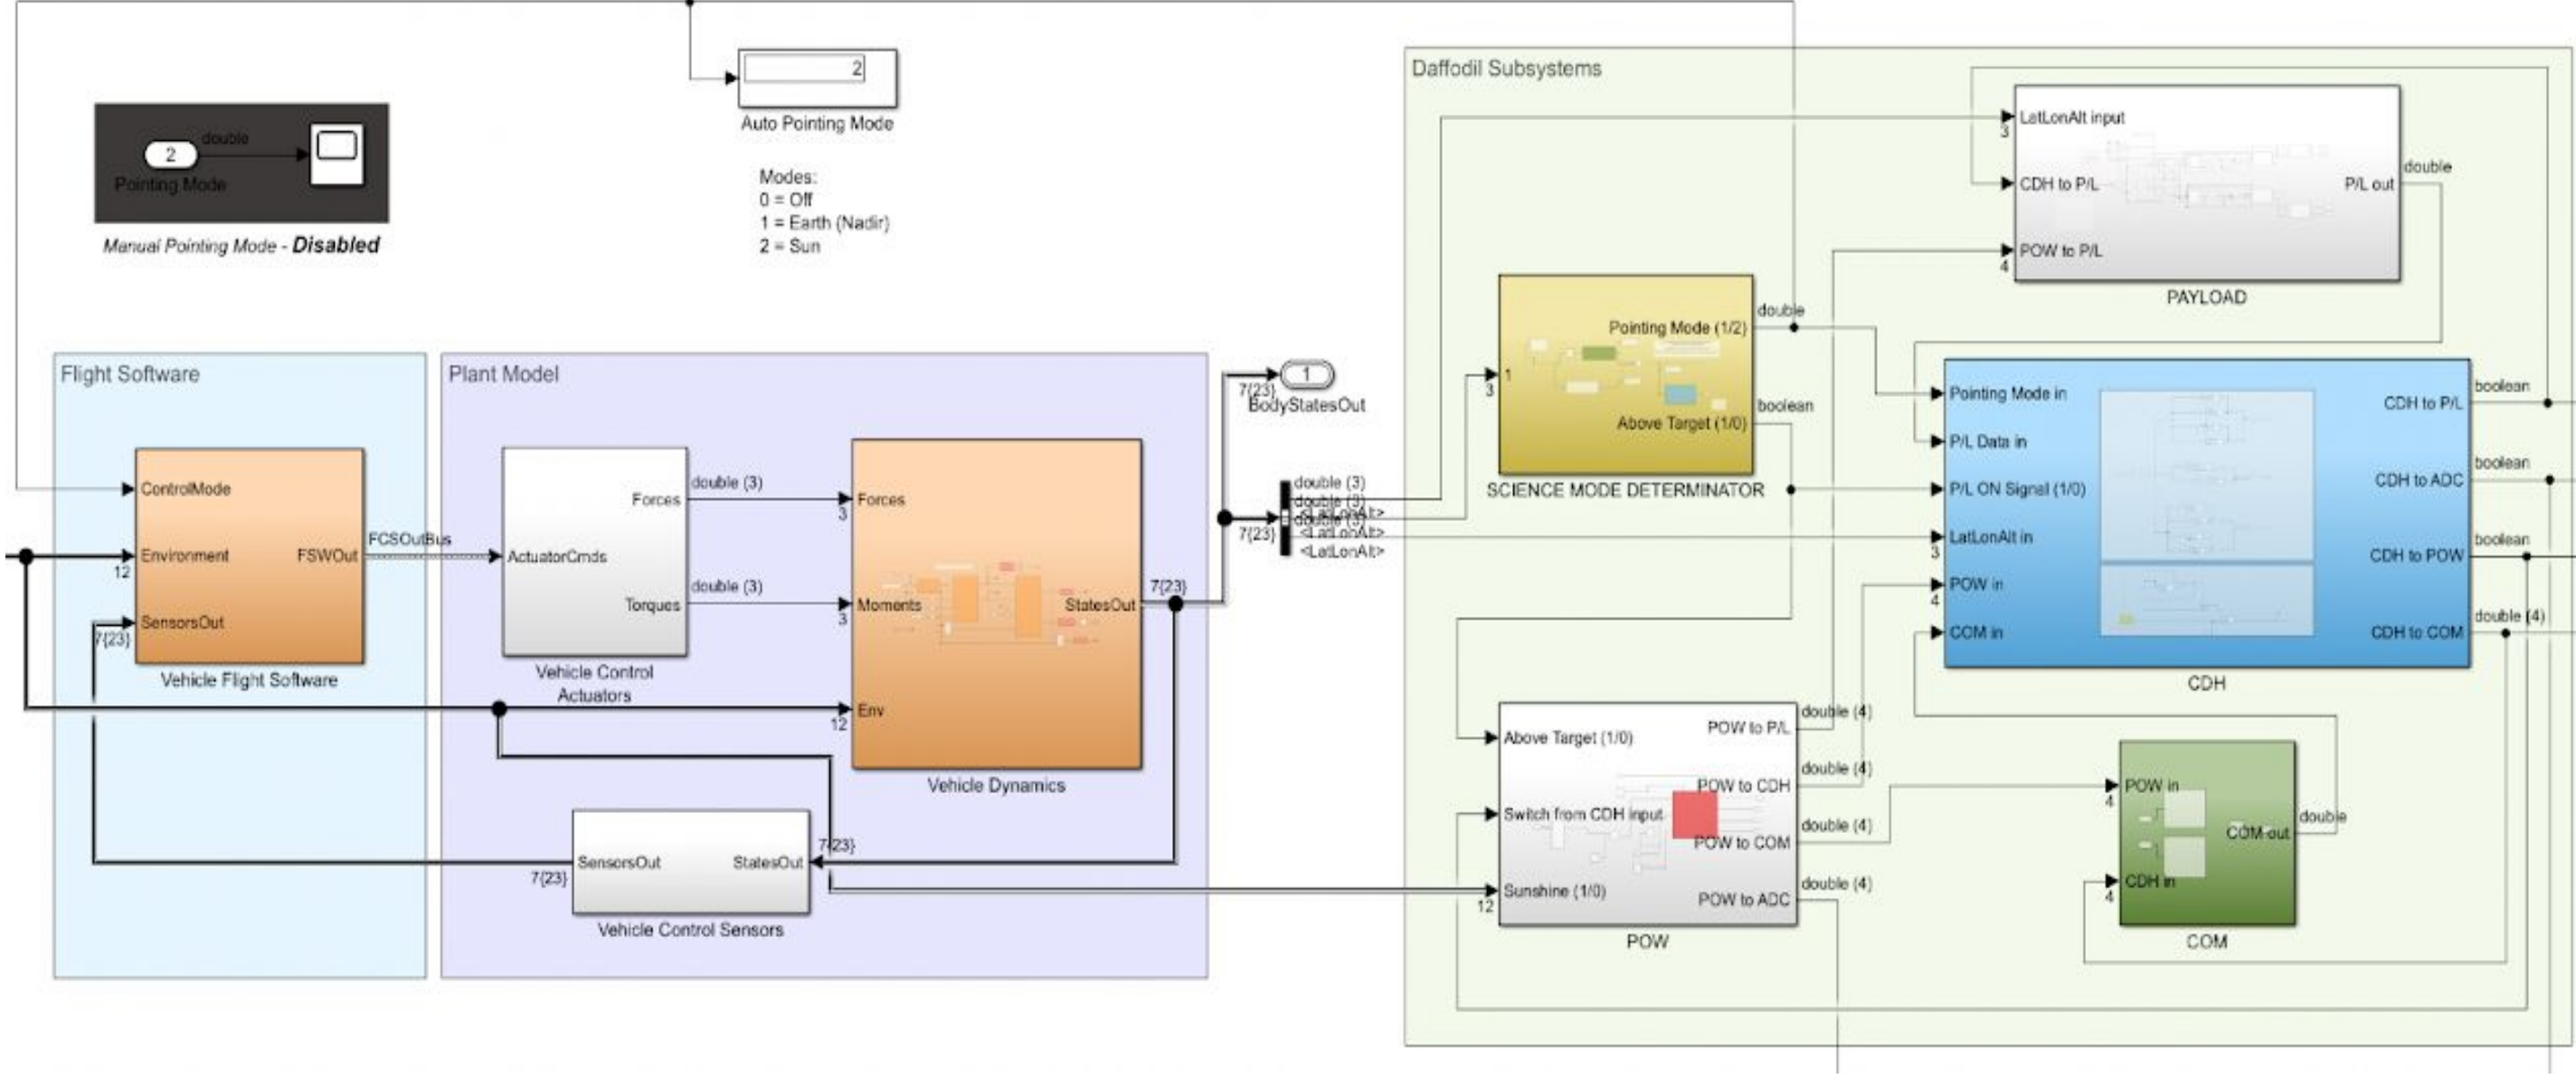 2
Auto Pointing Mode
Modes:
0 = Off
1 = Earth (Nadir)
2 = Sun
2
double
Pointing Mode
Manual Pointing Mode - Disabled
Flight Software
ControlMode
Environment
12
SensorsOut
7{23}
FSWOut
FCSOutBus
Vehicle Flight Software
Plant Model
ActuatorCmds
Forces
Torques
double (3)
double (3)
Vehicle Control
Actuators
Forces
3
Moments
3
Env
12
StatesOut
7{23}
Vehicle Dynamics
SensorsOut
7{23}
StatesOut
7{23}
Vehicle Control Sensors
1
7{23}
BodyStatesOut
7{23}
double (3)
double (3)
<LatLonAlt>
double (3)
<LatLonAlt>
<LatLonAlt>
Daffodil Subsystems
LatLonAlt input
3
CDH to P/L
POW to P/L
4
P/L out
double
PAYLOAD
1
3
Pointing Mode (1/2)
double
Above Target (1/0)
boolean
SCIENCE MODE DETERMINATOR
Pointing Mode in
P/L Data in
P/L ON Signal (1/0)
LatLonAlt in
3
POW in
4
COM in
CDH to P/L
boolean
CDH to ADC
boolean
CDH to POW
boolean
CDH to COM
double (4)
CDH
Above Target (1/0)
Switch from CDH input
Sunshine (1/0)
12
POW to P/L
double (4)
POW to CDH
double (4)
POW to COM
double (4)
POW to ADC
double (4)
POW
POW in
4
CDH in
4
COM out
double
COM